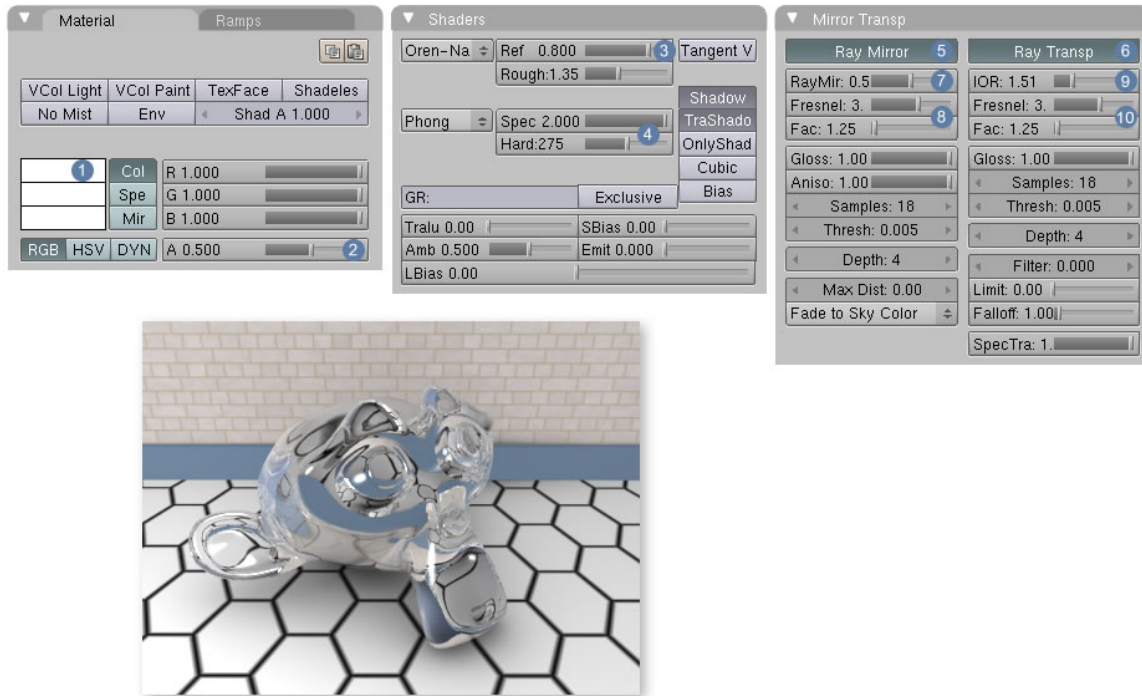 Material Ramps
VCol Light VCol Paint TexFace Shadeles
No Mist Env Shad A 1.000
1 Col R 1.000
Spe G 1.000
Mir B 1.000
RGB HSV DYN A 0.500 2
Shaders
Oren-Na Ref 0.800 3 Tangent V
Rough:1.35
Shadow
Phong Spec 2.000 TraShado
4
Hard:275 OnlyShad
Cubic
GR: Exclusive Bias
Tralu 0.00 SBias 0.00
Amb 0.500 Emit 0.000
LBias 0.00
Mirror Transp
Ray Mirror 5 Ray Transp 6
RayMir: 0.5 7 IOR: 1.51 9
Fresnel: 3. Fresnel: 3.
8 10
Fac: 1.25 Fac: 1.25
Gloss: 1.00 Gloss: 1.00
Aniso: 1.00 Samples: 18
Samples: 18 Thresh: 0.005
Thresh: 0.005 Depth: 4
Depth: 4 Filter: 0.000
Max Dist: 0.00 Limit: 0.00
Fade to Sky Color Falloff: 1.00
SpecTra: 1.